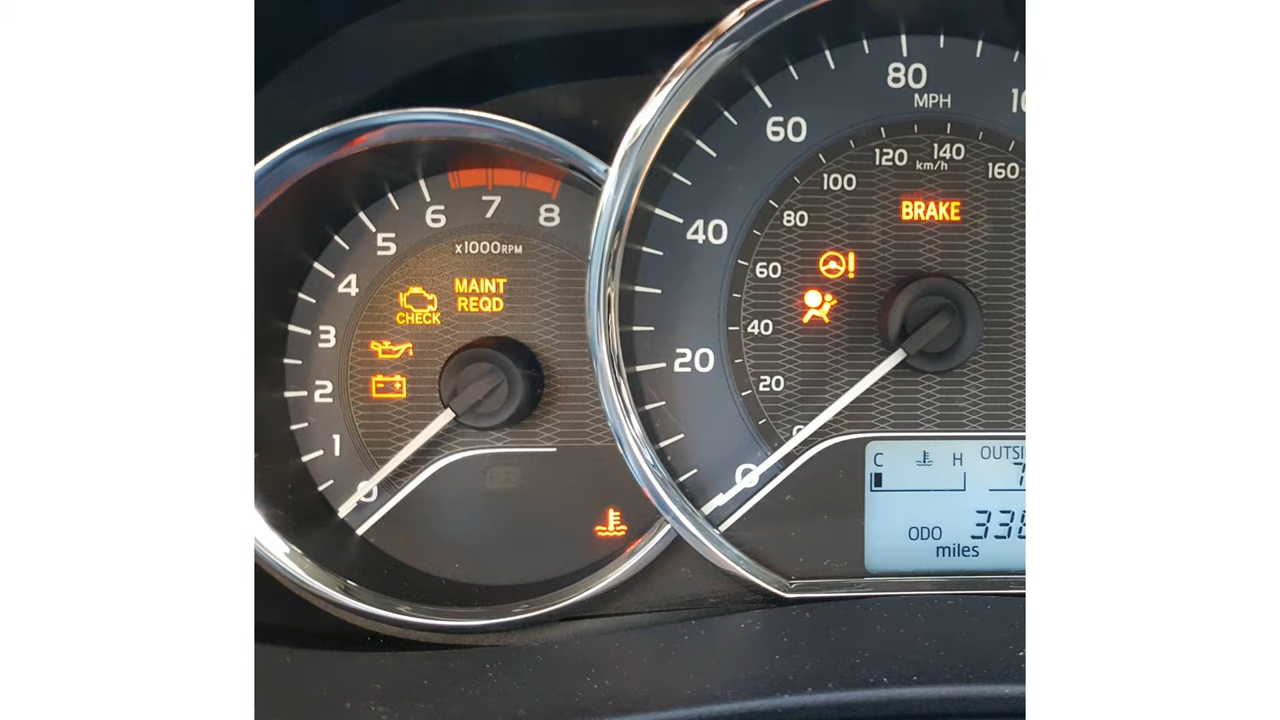 8
7
6
5
4
3
2
1
0
x1000RPM
MAINT
REQD
CHECK
80
MPH
60
40
20
0
140
120
km/h
160
100
80
60
40
20
BRAKE
C H
OUTSI
ODO
miles